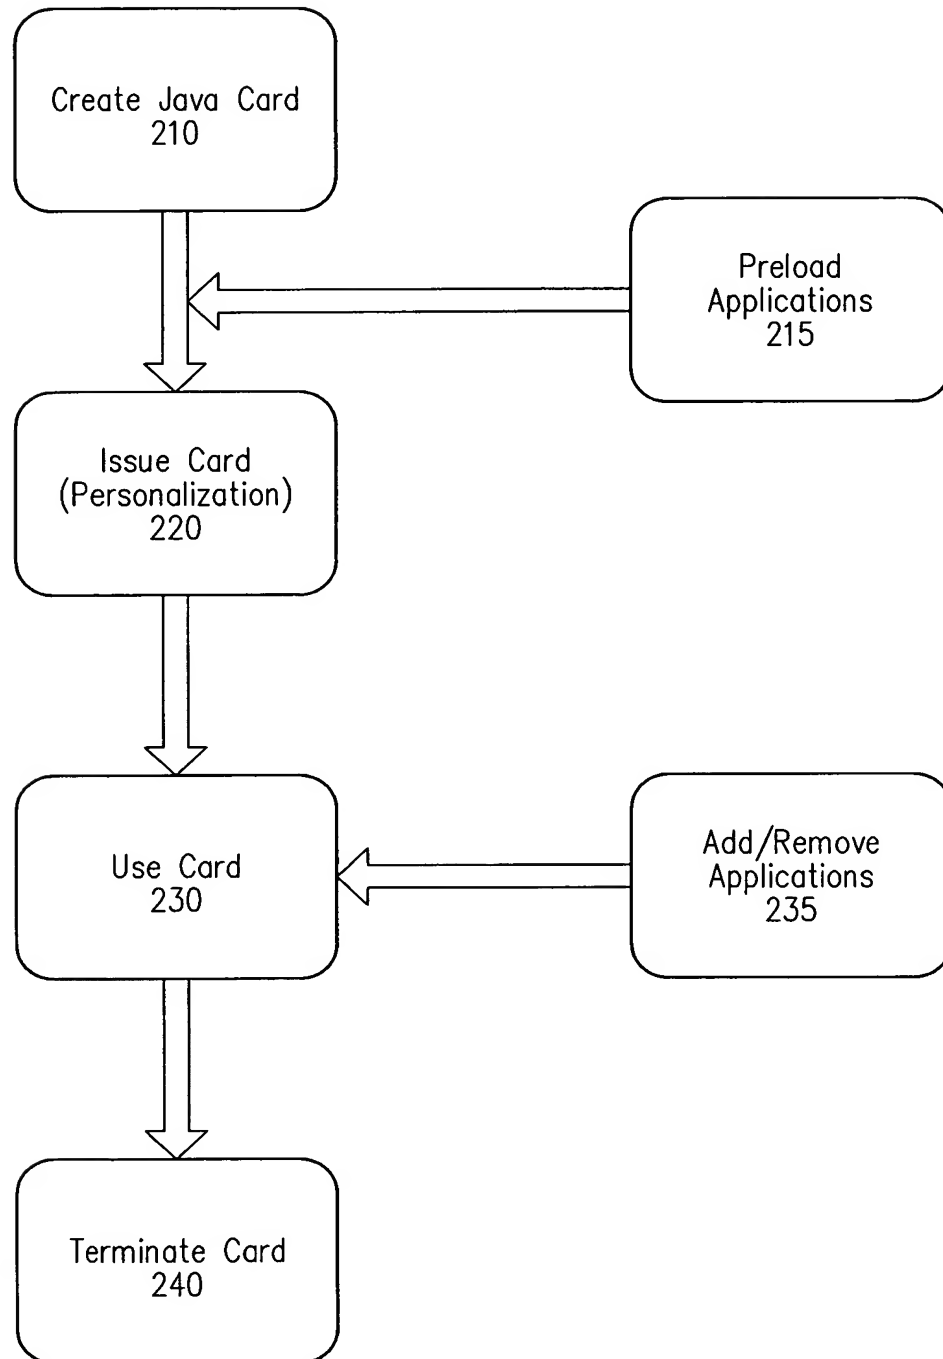 Create Java Card
210
Preload
Applications
215
Issue Card
(Personalization)
220
Use Card
230
Add/Remove
Applications
235
Terminate Card
240